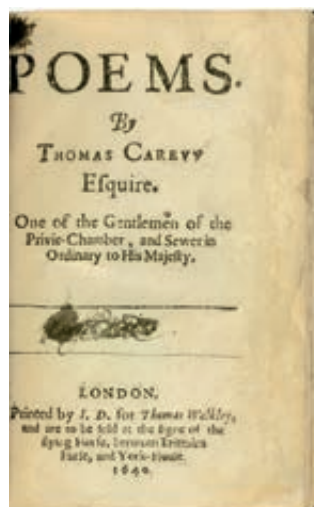 POEMS.
By
THOMAS CAREVV
Eſquire.
One of the Gentlemen of the
Privie-Chamber, and Sewer in
Ordinary to His Majeſty.
LONDON,
Printed by I. D. for Thomas Walkley,
and are to be ſold at the ſigne of the
flying Horſe, between Brittains
Burſe, and York-Houſe.
1640.